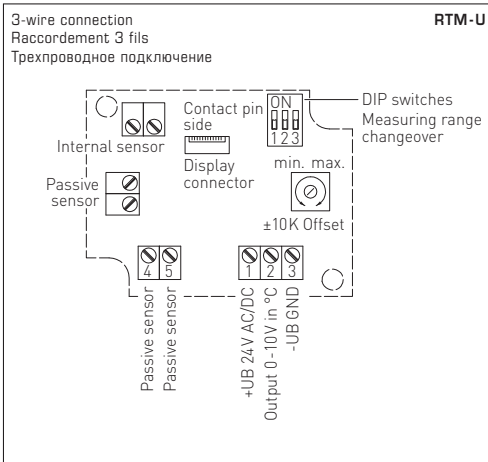 3-wire connection
RTM-U
Raccordement 3 fils
Трехпроводное подключение
ON
1 2 3
DIP switches
Measuring range
changeover
Contact pin
side
Internal sensor
Display
connector
min. max.
Passive
sensor
±10K Offset
4 5
1 2 3
Passive sensor
Passive sensor
+UB 24V AC/DC
Output 0-10V in °C
-UB GND